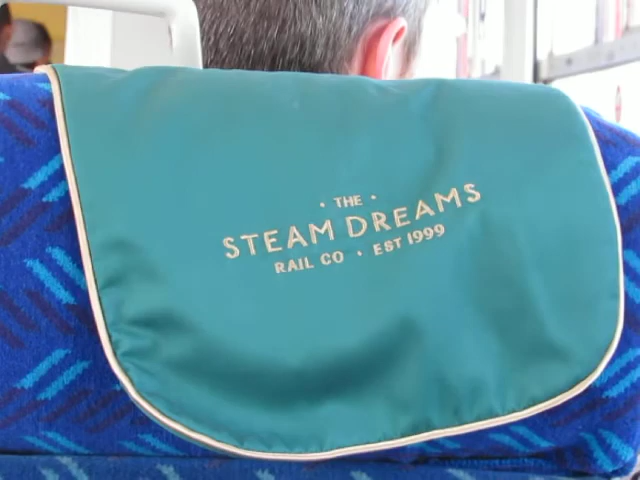 · THE ·
STEAM DREAMS
RAIL CO · EST 1999